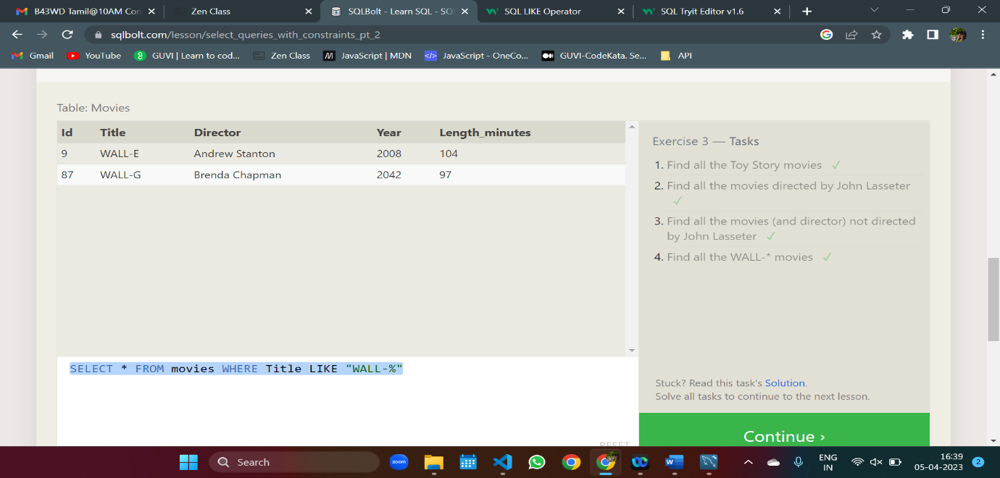 B43WD Tamil@10AM Con
Zen Class
SQLBolt - Learn SQL - SQ
SQL LIKE Operator
SQL Tryit Editor v1.6
sqlbolt.com/lesson/select_queries_with_constraints_pt_2
Gmail
YouTube
GUVI | Learn to cod...
Zen Class
JavaScript | MDN
JavaScript - OneCo...
GUVI-CodeKata. Se...
API
Table: Movies
Id Title Director Year Length_minutes
9 WALL-E Andrew Stanton 2008 104
87 WALL-G Brenda Chapman 2042 97
SELECT * FROM movies WHERE Title LIKE "WALL-%"
RESET
Exercise 3 — Tasks
1. Find all the Toy Story movies ✓
2. Find all the movies directed by John Lasseter
✓
3. Find all the movies (and director) not directed
by John Lasseter ✓
4. Find all the WALL-* movies ✓
Stuck? Read this task's Solution.
Solve all tasks to continue to the next lesson.
Continue ›
Search
zoom
ENG
IN
16:39
05-04-2023
2